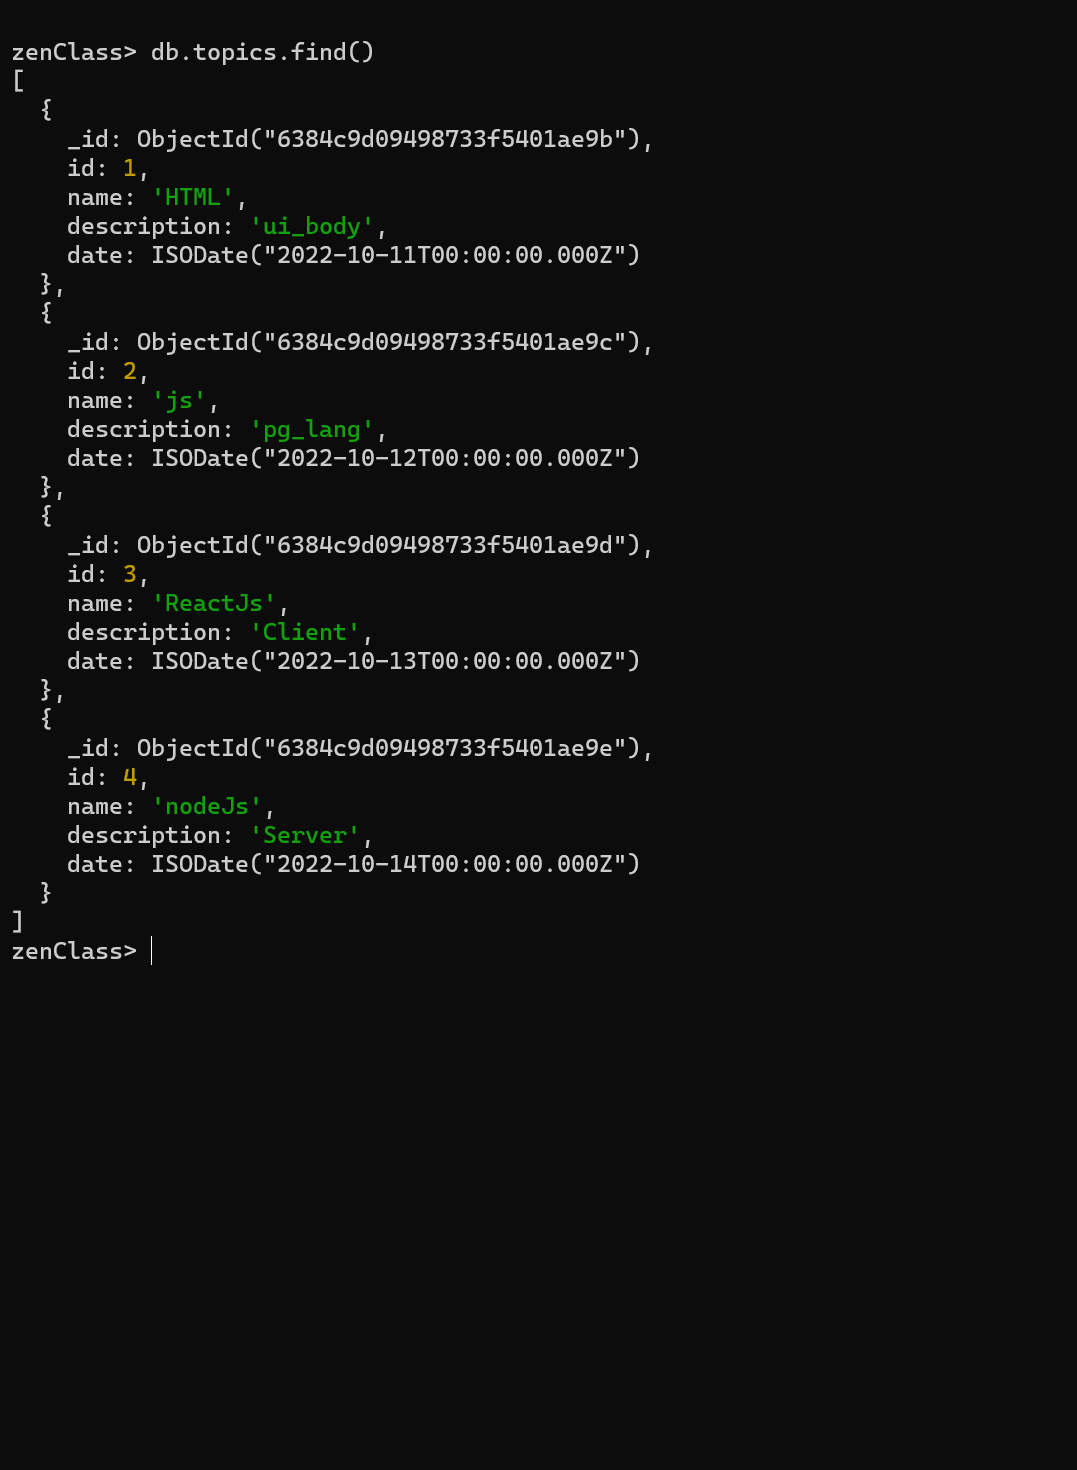 zenClass> db.topics.find()
[
  {
    _id: ObjectId("6384c9d09498733f5401ae9b"),
    id: 1,
    name: 'HTML',
    description: 'ui_body',
    date: ISODate("2022-10-11T00:00:00.000Z")
  },
  {
    _id: ObjectId("6384c9d09498733f5401ae9c"),
    id: 2,
    name: 'js',
    description: 'pg_lang',
    date: ISODate("2022-10-12T00:00:00.000Z")
  },
  {
    _id: ObjectId("6384c9d09498733f5401ae9d"),
    id: 3,
    name: 'ReactJs',
    description: 'Client',
    date: ISODate("2022-10-13T00:00:00.000Z")
  },
  {
    _id: ObjectId("6384c9d09498733f5401ae9e"),
    id: 4,
    name: 'nodeJs',
    description: 'Server',
    date: ISODate("2022-10-14T00:00:00.000Z")
  }
]
zenClass>